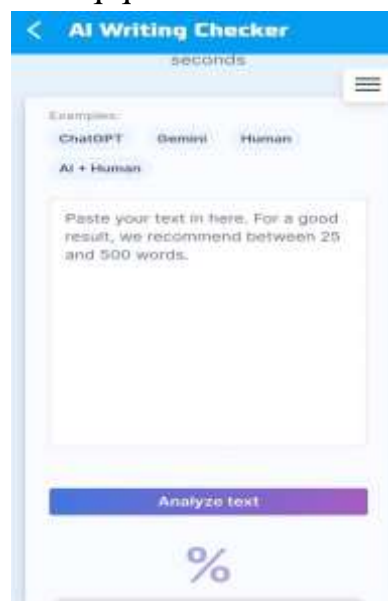 AI Writing Checker
seconds
Examples:
ChatGPT Gemini Human
AI + Human
Paste your text in here. For a good
result, we recommend between 25
and 500 words.
Analyze text
%